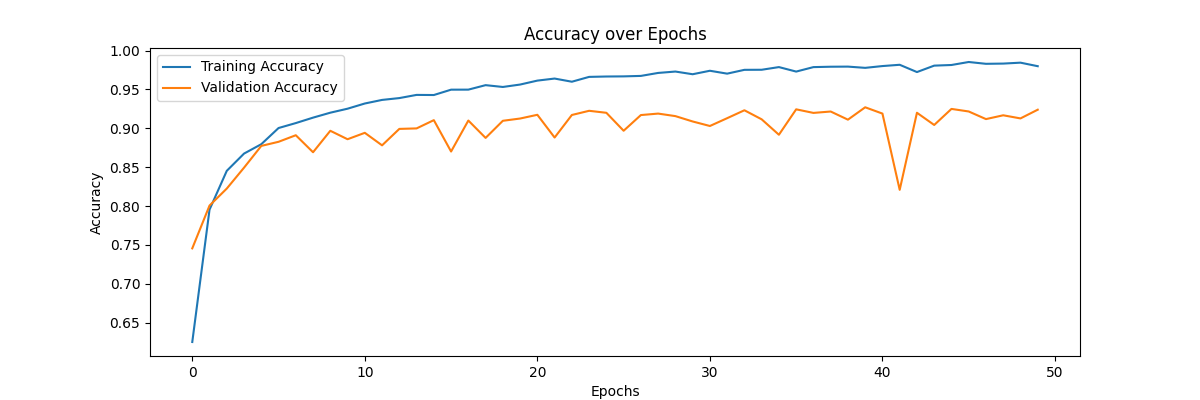 Accuracy over Epochs
1.00
0.95
0.90
0.85
0.80
0.75
0.70
0.65
Accuracy
Training Accuracy
Validation Accuracy
0 10 20 30 40 50
Epochs